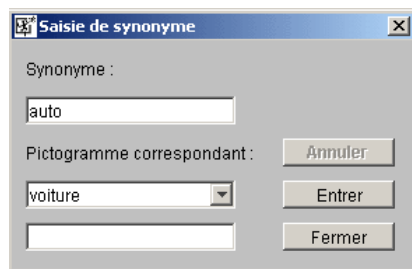 Saisie de synonyme
Synonyme :
auto
Pictogramme correspondant :
Annuler
voiture
Entrer
Fermer